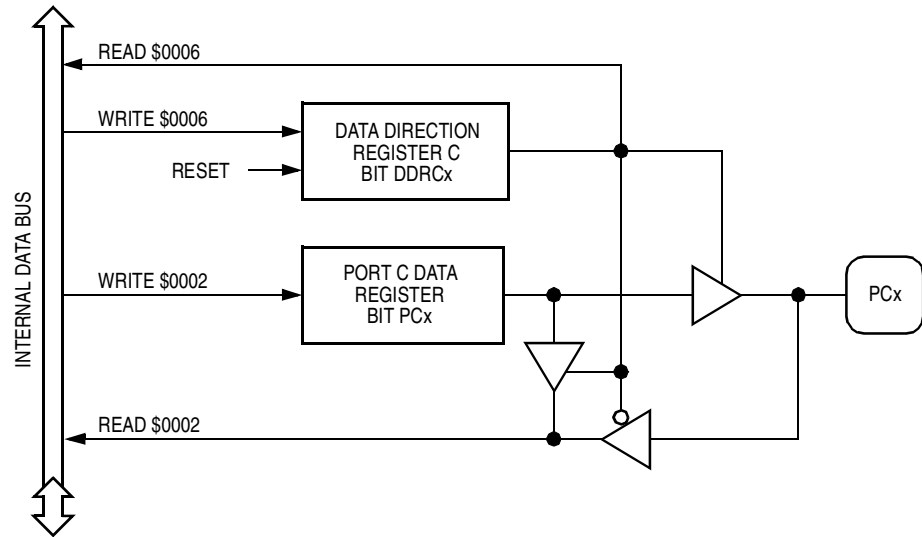 READ $0006
WRITE $0006
DATA DIRECTION
REGISTER C
BIT DDRCx
RESET
INTERNAL DATA BUS
WRITE $0002
PORT C DATA
REGISTER
BIT PCx
PCx
READ $0002